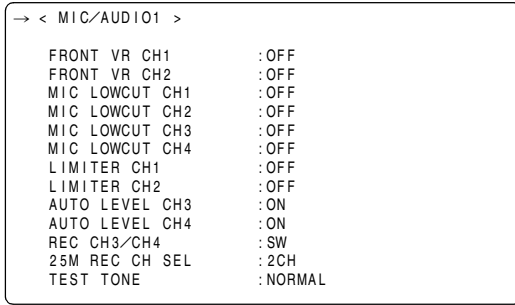 → < MIC/AUDIO1 >
FRONT VR CH1 :OFF
FRONT VR CH2 :OFF
MIC LOWCUT CH1 :OFF
MIC LOWCUT CH2 :OFF
MIC LOWCUT CH3 :OFF
MIC LOWCUT CH4 :OFF
LIMITER CH1 :OFF
LIMITER CH2 :OFF
AUTO LEVEL CH3 :ON
AUTO LEVEL CH4 :ON
REC CH3/CH4 :SW
25M REC CH SEL :2CH
TEST TONE :NORMAL